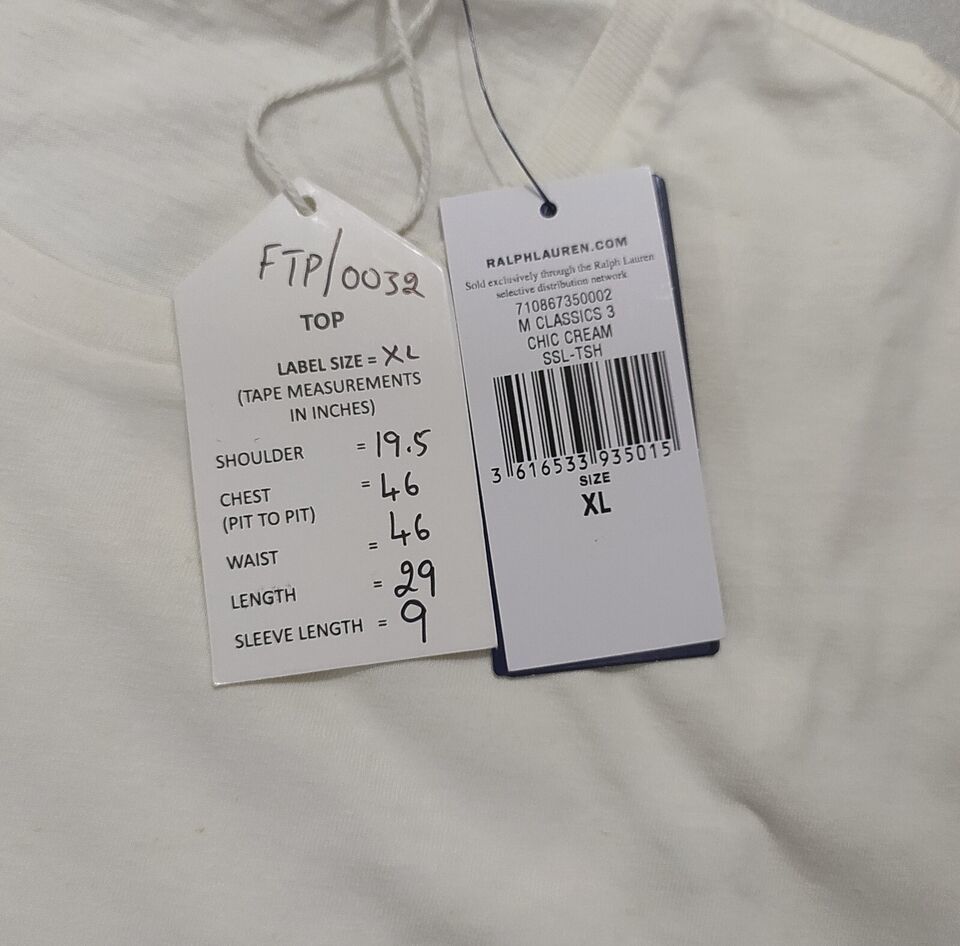 FTP/0032
TOP
LABEL SIZE = XL
(TAPE MEASUREMENTS
IN INCHES)
SHOULDER = 19.5
CHEST = 46
(PIT TO PIT)
WAIST = 46
LENGTH = 29
SLEEVE LENGTH = 9
RALPHLAUREN.COM
Sold exclusively through the Ralph Lauren
selective distribution network
710867350002
M CLASSICS 3
CHIC CREAM
SSL-TSH
3 616533 935015
SIZE
XL